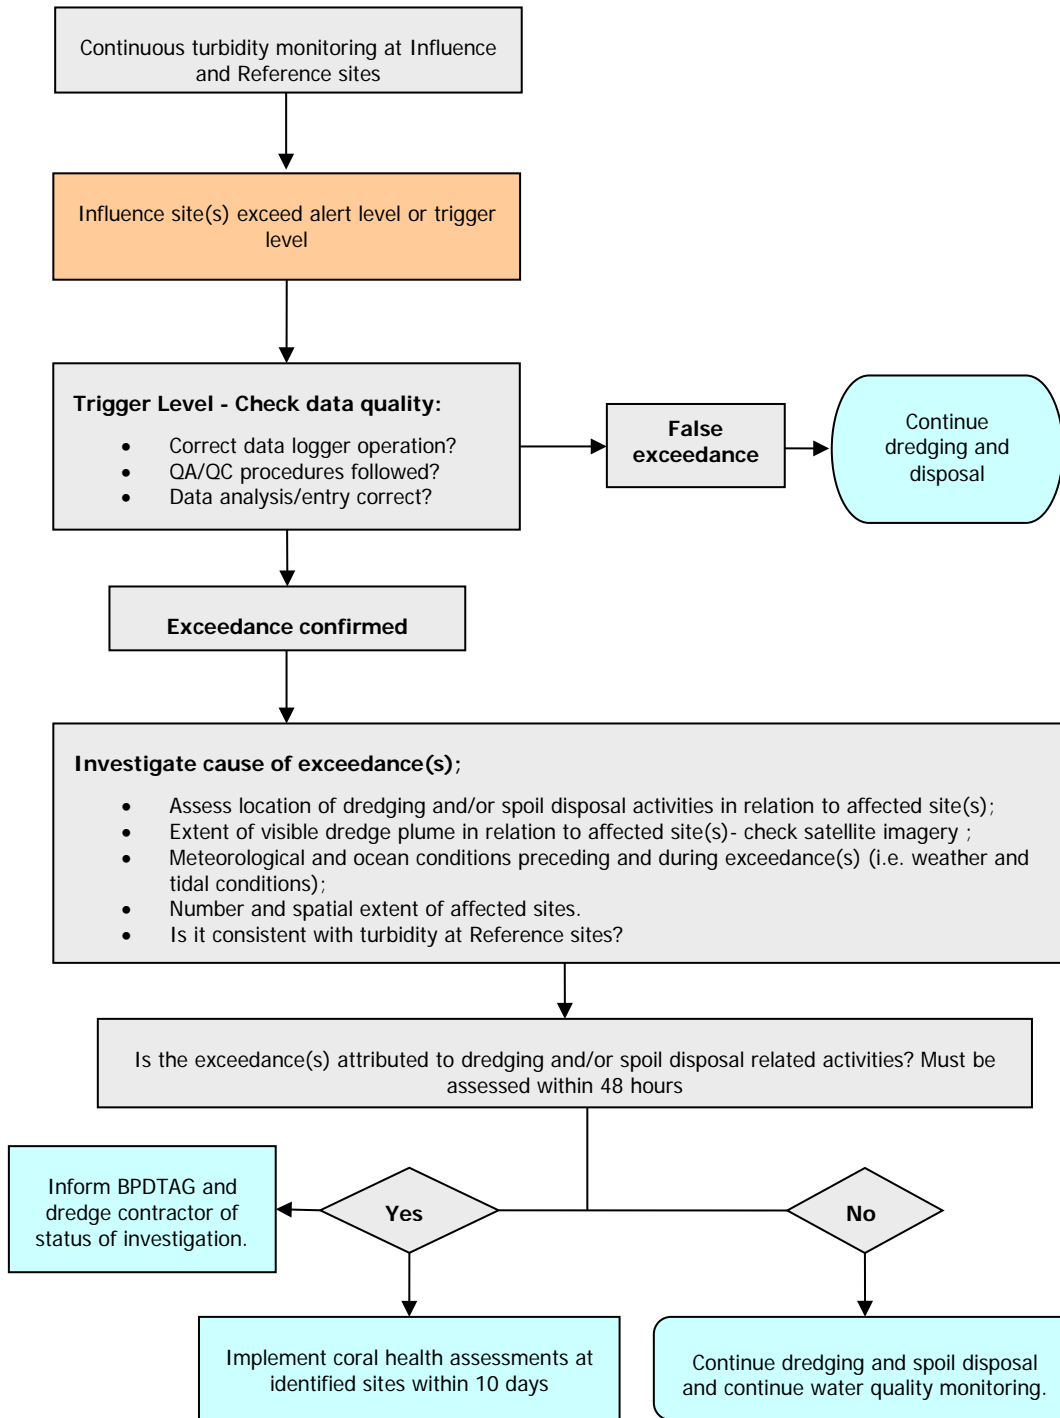 Continuous turbidity monitoring at Influence
and Reference sites
Influence site(s) exceed alert level or trigger
level
Trigger Level - Check data quality:
• Correct data logger operation?
• QA/QC procedures followed?
• Data analysis/entry correct?
False
exceedance
Continue
dredging and
disposal
Exceedance confirmed
Investigate cause of exceedance(s);
• Assess location of dredging and/or spoil disposal activities in relation to affected site(s);
• Extent of visible dredge plume in relation to affected site(s)- check satellite imagery ;
• Meteorological and ocean conditions preceding and during exceedance(s) (i.e. weather and
tidal conditions);
• Number and spatial extent of affected sites.
• Is it consistent with turbidity at Reference sites?
Is the exceedance(s) attributed to dredging and/or spoil disposal related activities? Must be
assessed within 48 hours
Inform BPDTAG and
dredge contractor of
status of investigation.
Yes
No
Implement coral health assessments at
identified sites within 10 days
Continue dredging and spoil disposal
and continue water quality monitoring.